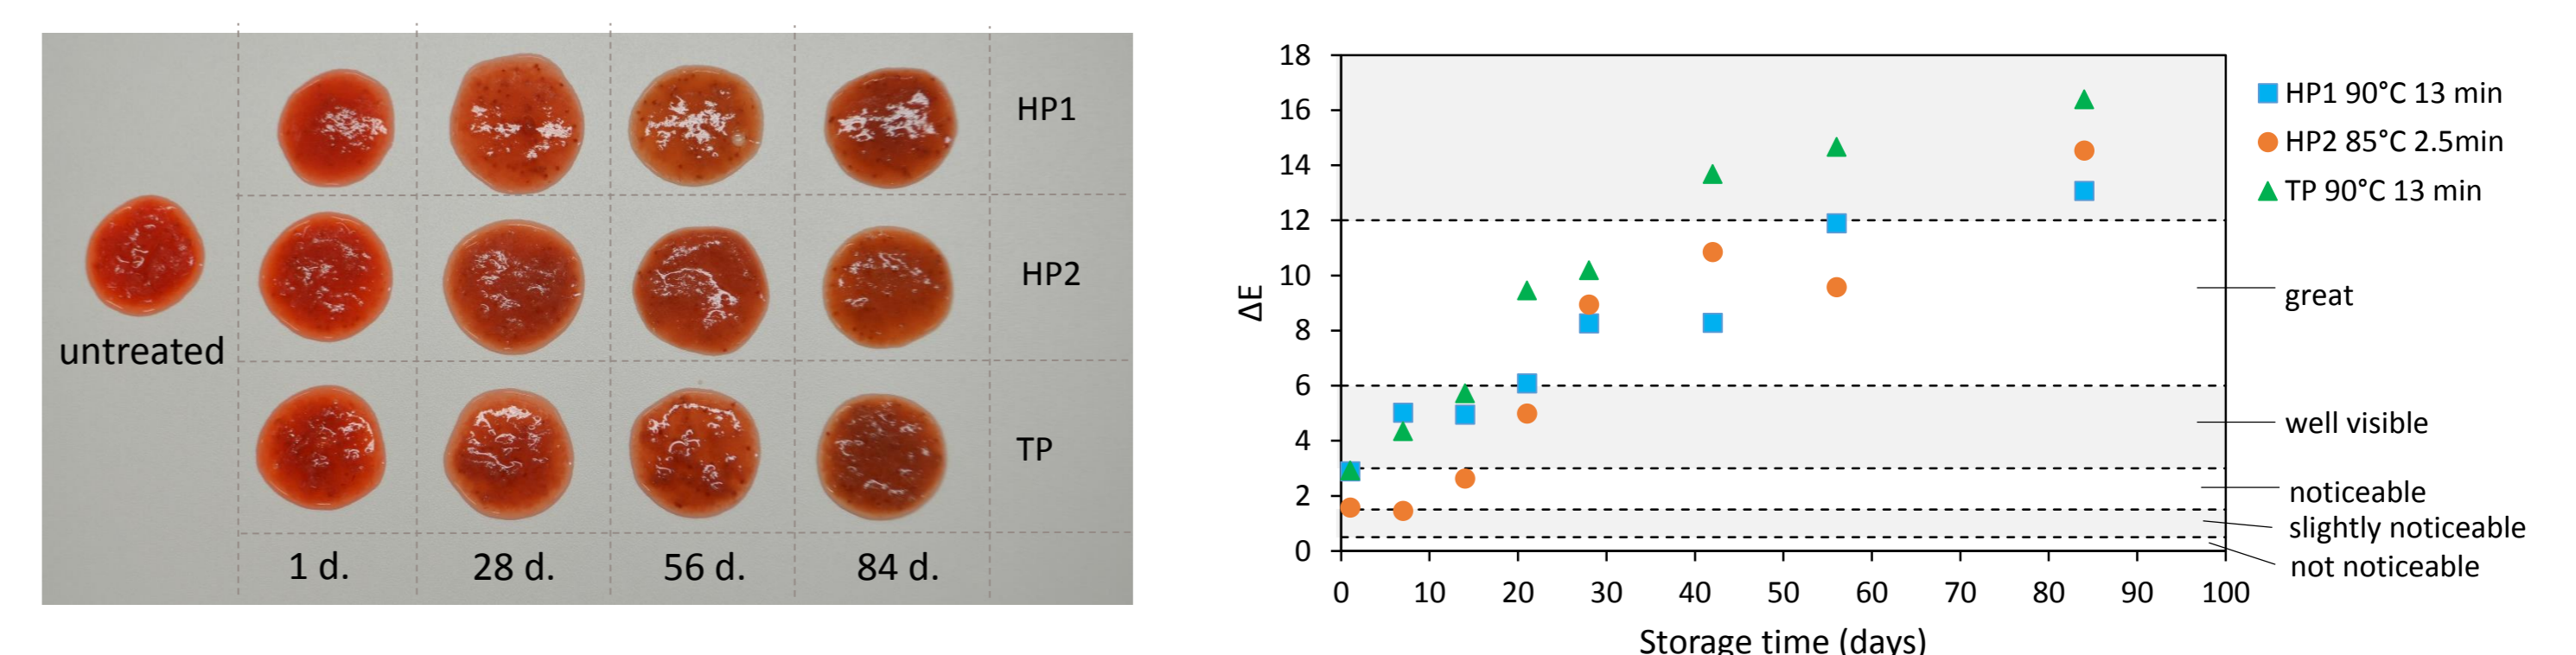 untreated
HP1
HP2
TP
1 d.
28 d.
56 d.
84 d.
18
16
14
12
10
8
6
4
2
0
ΔE
0 10 20 30 40 50 60 70 80 90 100
Storage time (days)
HP1 90°C 13 min
HP2 85°C 2.5min
TP 90°C 13 min
great
well visible
noticeable
slightly noticeable
not noticeable